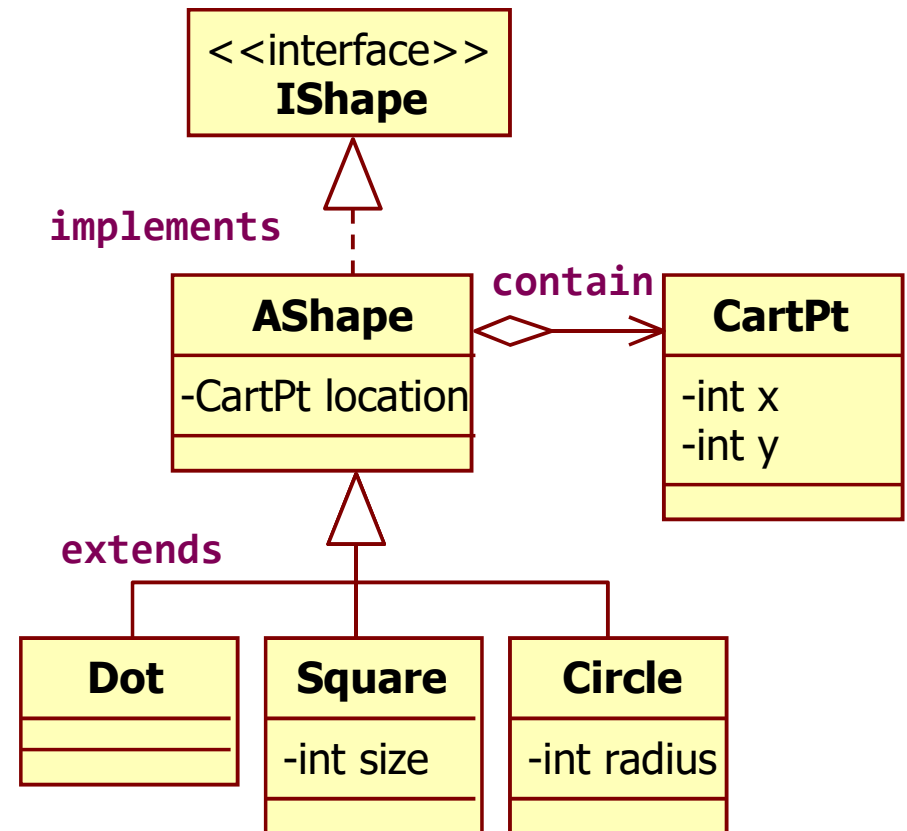 <<interface>>
IShape
implements
AShape
-CartPt location
contain
CartPt
-int x
-int y
extends
Dot
Square
-int size
Circle
-int radius